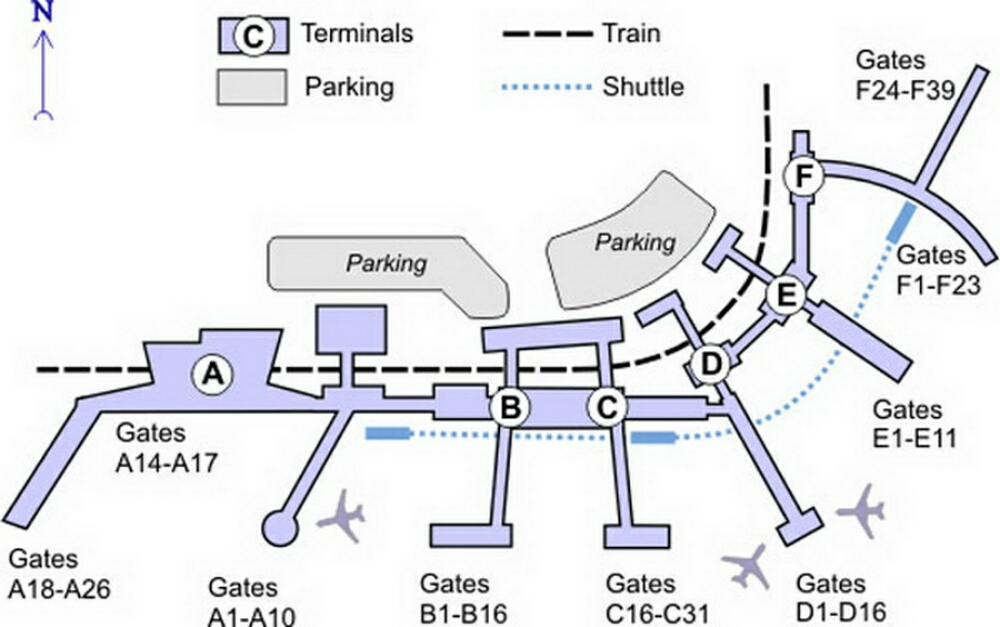 N
C
Terminals
Train
Parking
Shuttle
Gates
F24-F39
F
Parking
Parking
Gates
F1-F23
E
A
D
B
C
Gates
E1-E11
Gates
A14-A17
Gates
A18-A26
Gates
A1-A10
Gates
B1-B16
Gates
C16-C31
Gates
D1-D16